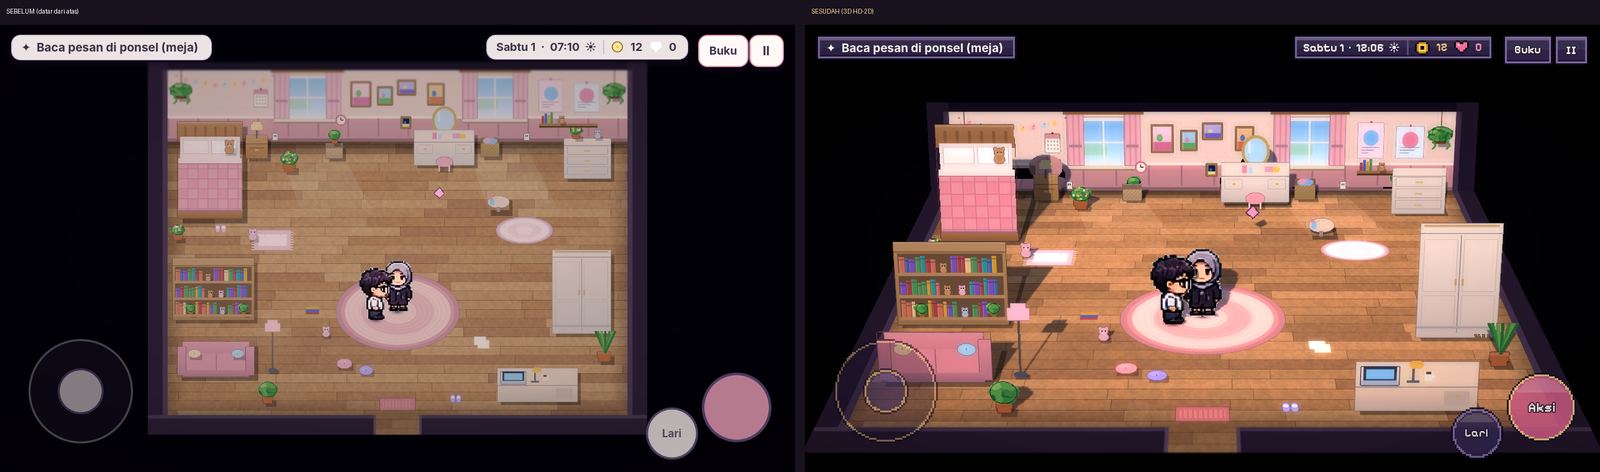 SEBELUM (datar dari atas)
✦ Baca pesan di ponsel (meja)
Sabtu 1 · 07:10 ☀ 12 0
Buku
II
Lari
SESUDAH (3D HD-2D)
✦ Baca pesan di ponsel (meja)
Sabtu 1 · 18:06 ☀ 12 0
Buku
II
Aksi
Lari